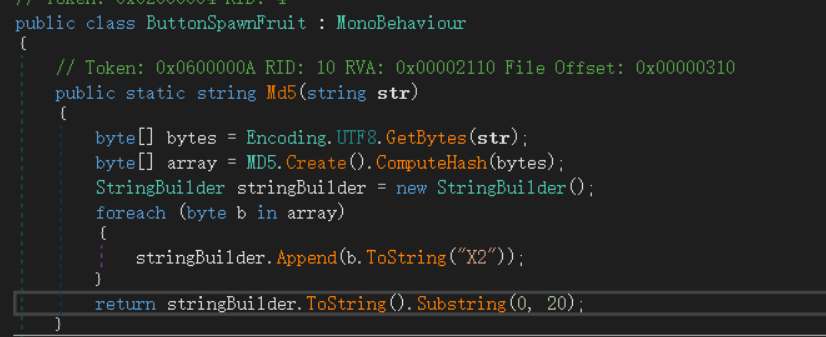 // Token: 0x02000004 RID: 4
public class ButtonSpawnFruit : MonoBehaviour
{
// Token: 0x0600000A RID: 10 RVA: 0x00002110 File Offset: 0x00000310
public static string Md5(string str)
{
byte[] bytes = Encoding.UTF8.GetBytes(str);
byte[] array = MD5.Create().ComputeHash(bytes);
StringBuilder stringBuilder = new StringBuilder();
foreach (byte b in array)
{
stringBuilder.Append(b.ToString("X2"));
}
return stringBuilder.ToString().Substring(0, 20);
}